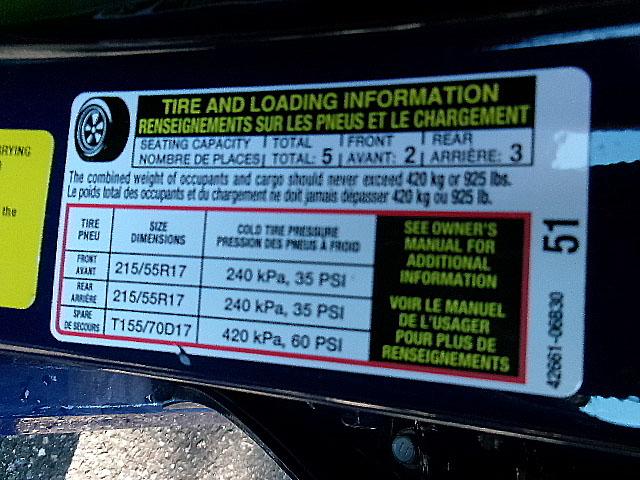 RYING
the
TIRE AND LOADING INFORMATION
RENSEIGNEMENTS SUR LES PNEUS ET LE CHARGEMENT
SEATING CAPACITY TOTAL FRONT REAR
NOMBRE DE PLACES TOTAL: 5 AVANT: 2 ARRIÈRE: 3
The combined weight of occupants and cargo should never exceed 420 kg or 925 lbs.
Le poids total des occupants et du chargement ne doit jamais dépasser 420 kg ou 925 lb.
TIRE
PNEU
SIZE
DIMENSIONS
COLD TIRE PRESSURE
PRESSION DES PNEUS À FROID
FRONT
AVANT
215/55R17
240 kPa, 35 PSI
REAR
ARRIÈRE
215/55R17
240 kPa, 35 PSI
SPARE
DE SECOURS
T155/70D17
420 kPa, 60 PSI
SEE OWNER'S
MANUAL FOR
ADDITIONAL
INFORMATION
VOIR LE MANUEL
DE L'USAGER
POUR PLUS DE
RENSEIGNEMENTS
51
42661-06B30